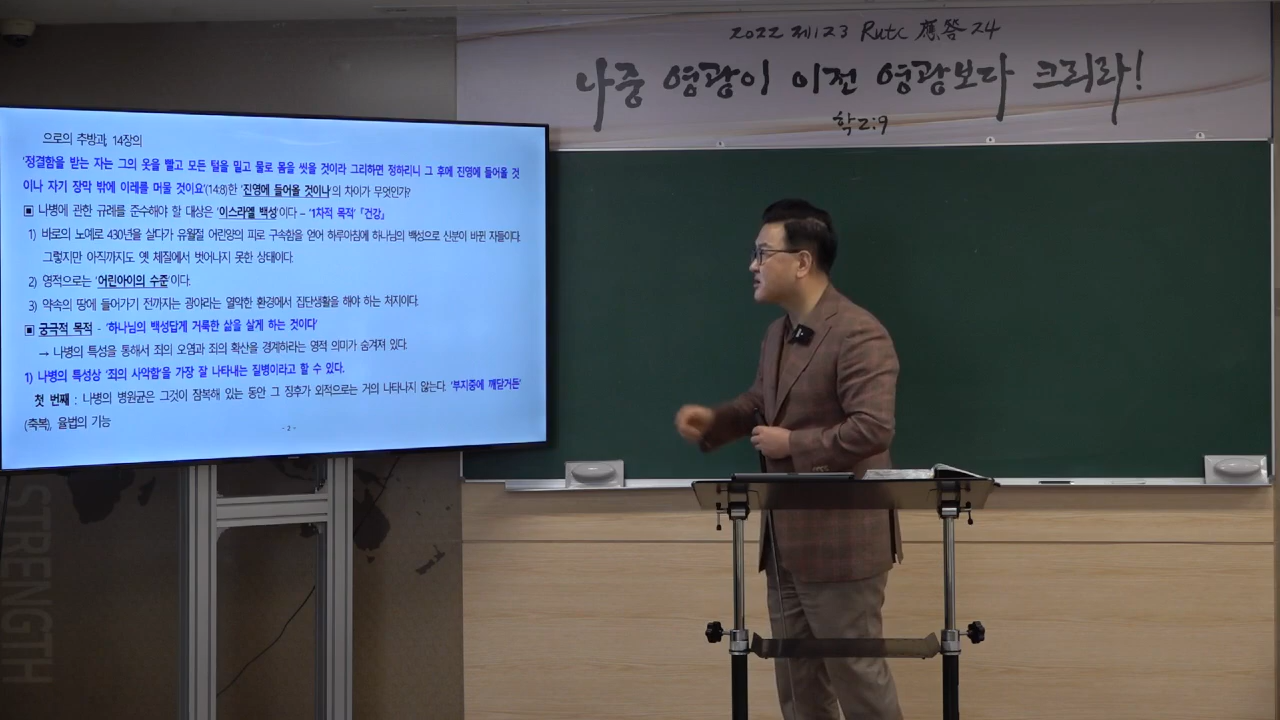 2022 제123 Rutc 應答 24
나중 영광이 이전 영광보다 크리라!
학2:9
으로의 추방과, 14장의
'정결함을 받는 자는 그의 옷을 빨고 모든 털을 밀고 물로 몸을 씻을 것이라 그리하면 정하리니 그 후에 진영에 들어올 것
이나 자기 장막 밖에 이레를 머물 것이요'(14:8)한 '진영에 들어올 것이나'의 차이가 무엇인가?
▣ 나병에 관한 규례를 준수해야 할 대상은 '이스라엘 백성'이다 – '1차적 목적' 「건강」
1) 바로의 노예로 430년을 살다가 유월절 어린양의 피로 구속함을 얻어 하루아침에 하나님의 백성으로 신분이 바뀐 자들이다.
그렇지만 아직까지도 옛 체질에서 벗어나지 못한 상태이다.
2) 영적으로는 '어린아이의 수준'이다.
3) 약속의 땅에 들어가기 전까지는 광야라는 열악한 환경에서 집단생활을 해야 하는 처지이다.
▣ 궁극적 목적 - '하나님의 백성답게 거룩한 삶을 살게 하는 것이다'
→ 나병의 특성을 통해서 죄의 오염과 죄의 확산을 경계하라는 영적 의미가 숨겨져 있다.
1) 나병의 특성상 '죄의 사악함'을 가장 잘 나타내는 질병이라고 할 수 있다.
첫 번째 : 나병의 병원균은 그것이 잠복해 있는 동안 그 징후가 외적으로는 거의 나타나지 않는다. '부지중에 깨닫거든'
(축복), 율법의 기능
- 2 -
STRENGTH